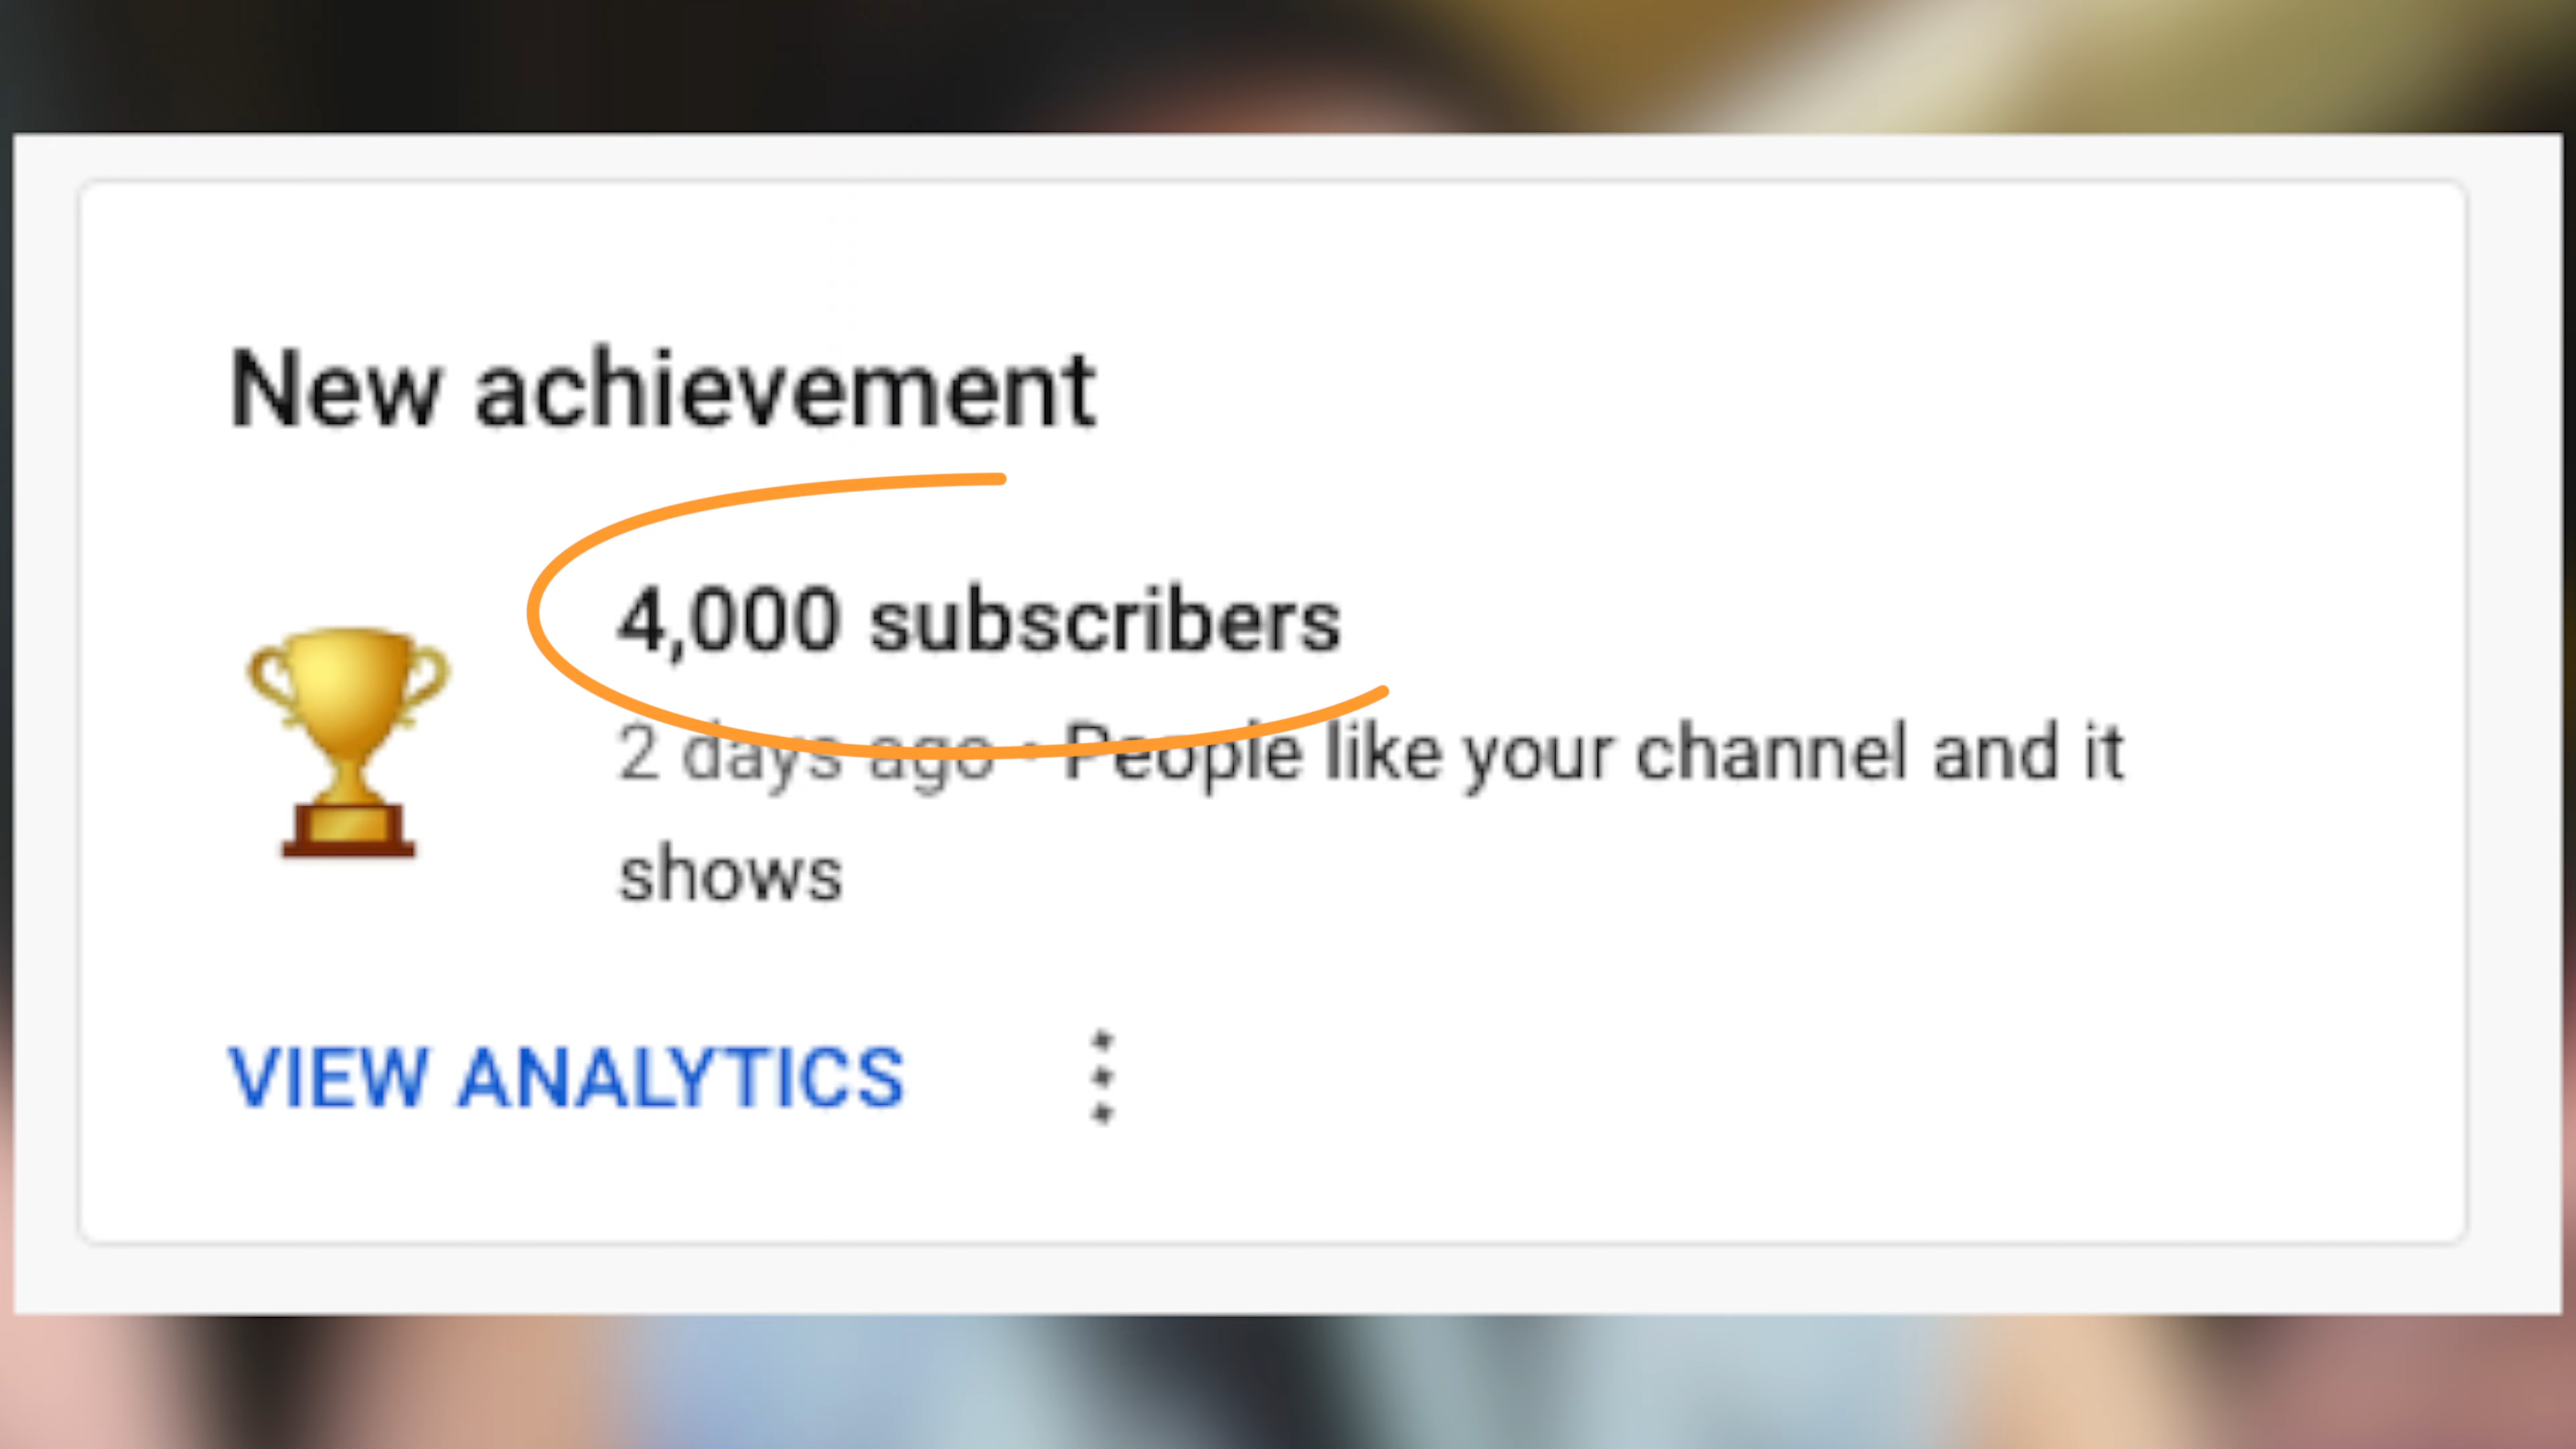 New achievement
4,000 subscribers
2 days ago • People like your channel and it
shows
VIEW ANALYTICS